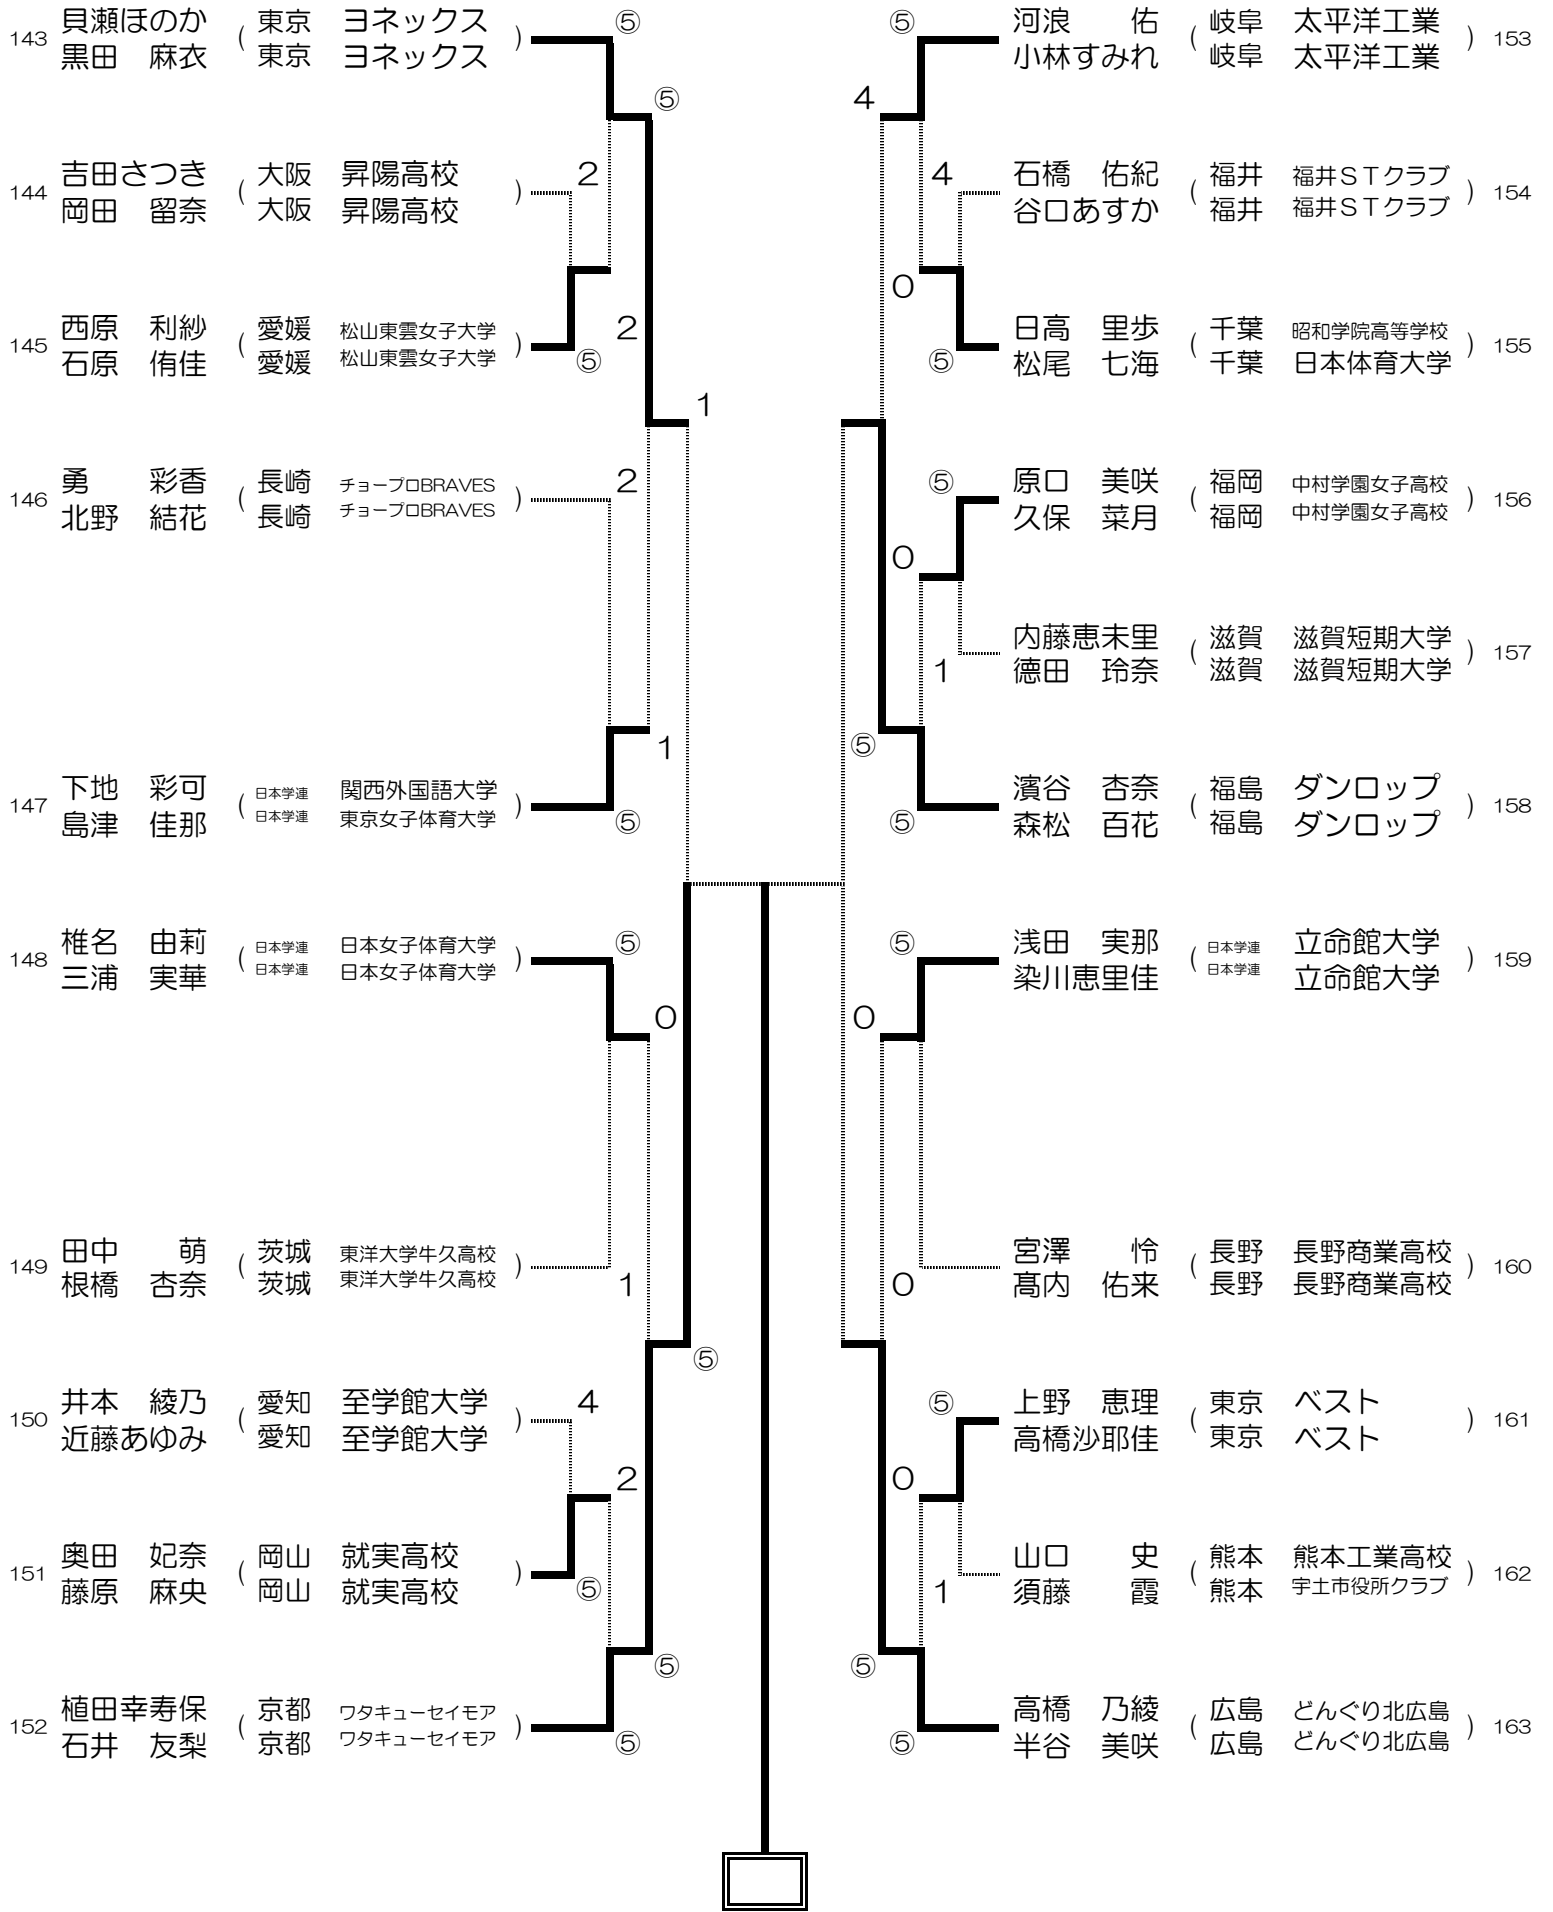 143 貝瀬ほのか ( 東京 ヨネックス ) ⑤
黒田 麻衣 東京 ヨネックス
⑤
144 吉田さつき ( 大阪 昇陽高校 ) 2
岡田 留奈 大阪 昇陽高校
145 西原 利紗 ( 愛媛 松山東雲女子大学 ) 2
石原 侑佳 愛媛 松山東雲女子大学 ⑤
1
146 勇 彩香 ( 長崎 チョープロBRAVES ) 2
北野 結花 長崎 チョープロBRAVES
1
147 下地 彩可 ( 日本学連 関西外国語大学 )
島津 佳那 日本学連 東京女子体育大学 ⑤
148 椎名 由莉 ( 日本学連 日本女子体育大学 ) ⑤
三浦 実華 日本学連 日本女子体育大学
0
149 田中 萌 ( 茨城 東洋大学牛久高校 )
根橋 杏奈 茨城 東洋大学牛久高校 1
⑤
150 井本 綾乃 ( 愛知 至学館大学 ) 4
近藤あゆみ 愛知 至学館大学
2
151 奥田 妃奈 ( 岡山 就実高校 )
藤原 麻央 岡山 就実高校 ⑤
⑤
152 植田幸寿保 ( 京都 ワタキューセイモア )
石井 友梨 京都 ワタキューセイモア ⑤
⑤ 河浪 佑 ( 岐阜 太平洋工業 ) 153
小林すみれ 岐阜 太平洋工業
4
4 石橋 佑紀 ( 福井 福井STクラブ ) 154
谷口あすか 福井 福井STクラブ
0
日高 里歩 ( 千葉 昭和学院高等学校 ) 155
⑤ 松尾 七海 千葉 日本体育大学
⑤ 原口 美咲 ( 福岡 中村学園女子高校 ) 156
久保 菜月 福岡 中村学園女子高校
0
内藤恵未里 ( 滋賀 滋賀短期大学 ) 157
1 德田 玲奈 滋賀 滋賀短期大学
⑤
濱谷 杏奈 ( 福島 ダンロップ ) 158
⑤ 森松 百花 福島 ダンロップ
⑤ 浅田 実那 ( 日本学連 立命館大学 ) 159
染川恵里佳 日本学連 立命館大学
0
宮澤 怜 ( 長野 長野商業高校 ) 160
0 髙内 佑来 長野 長野商業高校
⑤ 上野 恵理 ( 東京 ベスト ) 161
高橋沙耶佳 東京 ベスト
0
山口 史 ( 熊本 熊本工業高校 ) 162
1 須藤 霞 熊本 宇土市役所クラブ
⑤
高橋 乃綾 ( 広島 どんぐり北広島 ) 163
⑤ 半谷 美咲 広島 どんぐり北広島